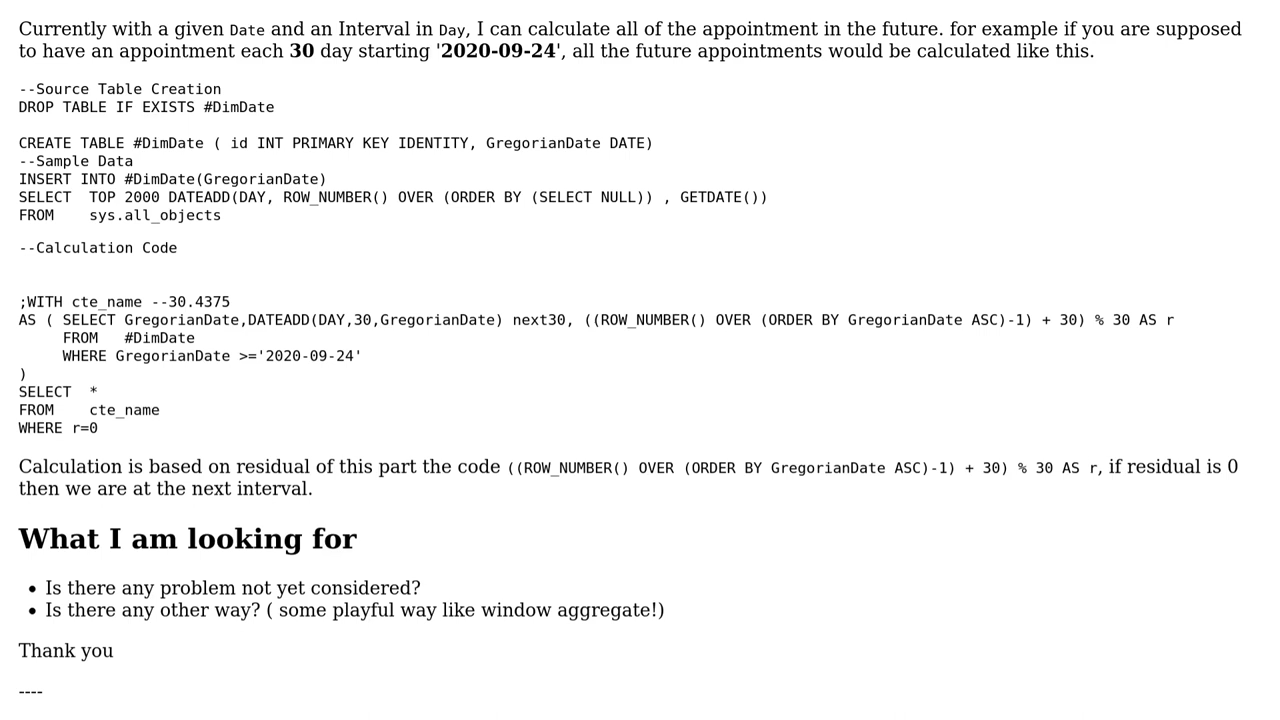 Currently with a given Date and an Interval in Day, I can calculate all of the appointment in the future. for example if you are supposed
to have an appointment each 30 day starting '2020-09-24', all the future appointments would be calculated like this.
--Source Table Creation
DROP TABLE IF EXISTS #DimDate
CREATE TABLE #DimDate ( id INT PRIMARY KEY IDENTITY, GregorianDate DATE)
--Sample Data
INSERT INTO #DimDate(GregorianDate)
SELECT  TOP 2000 DATEADD(DAY, ROW_NUMBER() OVER (ORDER BY (SELECT NULL)) , GETDATE())
FROM    sys.all_objects
--Calculation Code
;WITH cte_name --30.4375
AS ( SELECT GregorianDate,DATEADD(DAY,30,GregorianDate) next30, ((ROW_NUMBER() OVER (ORDER BY GregorianDate ASC)-1) + 30) % 30 AS r
     FROM   #DimDate
     WHERE GregorianDate >='2020-09-24'
)
SELECT  *
FROM    cte_name
WHERE r=0
Calculation is based on residual of this part the code ((ROW_NUMBER() OVER (ORDER BY GregorianDate ASC)-1) + 30) % 30 AS r, if residual is 0
then we are at the next interval.
What I am looking for
• Is there any problem not yet considered?
• Is there any other way? ( some playful way like window aggregate!)
Thank you
----